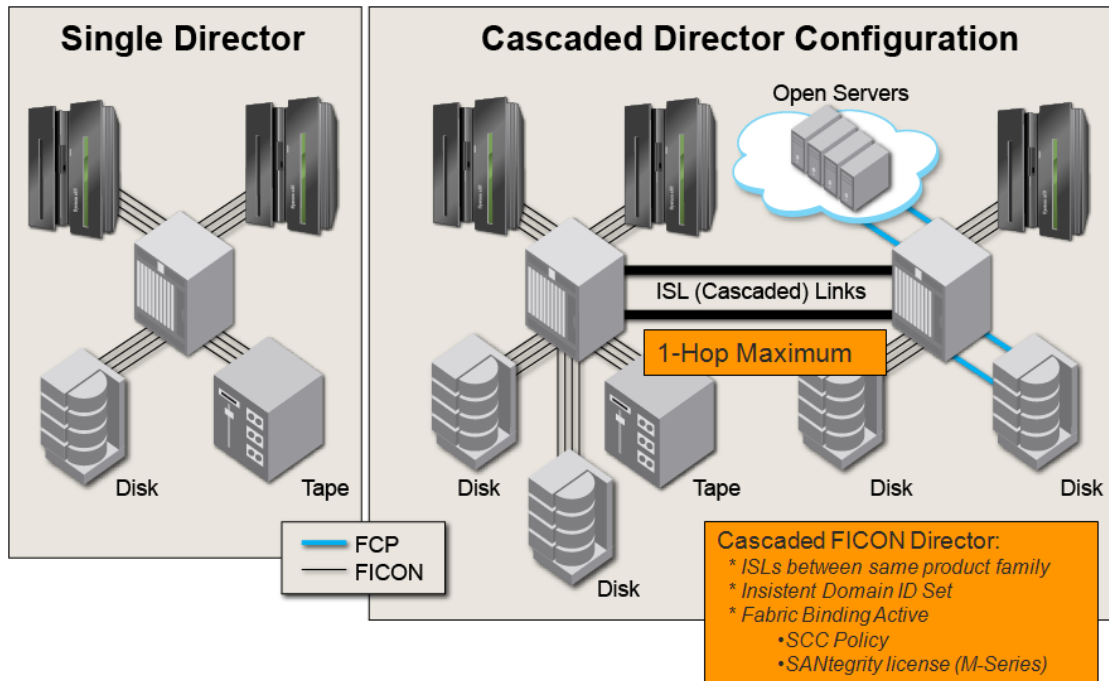 Single Director
Disk
Tape
Cascaded Director Configuration
Open Servers
ISL (Cascaded) Links
1-Hop Maximum
Disk
Tape
Disk
Disk
Disk
FCP
FICON
Cascaded FICON Director:
* ISLs between same product family
* Insistent Domain ID Set
* Fabric Binding Active
•SCC Policy
•SANtegrity license (M-Series)